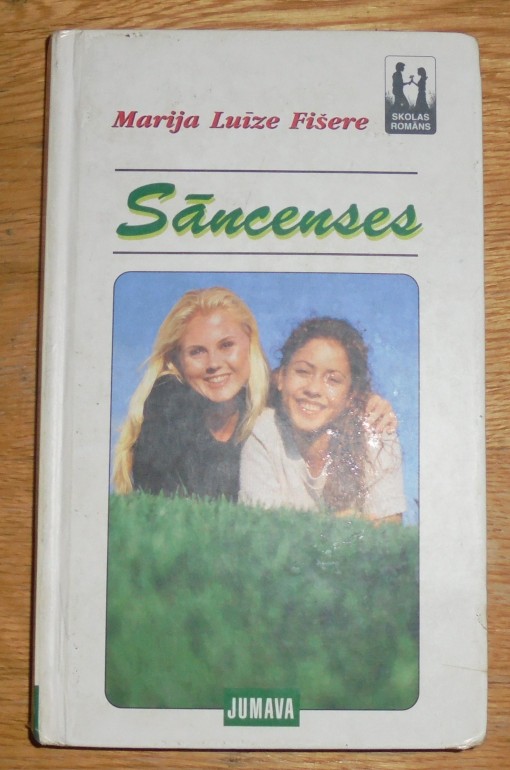 Marija Luīze Fišere
SKOLAS
ROMĀNS
Sāncenses
JUMAVA